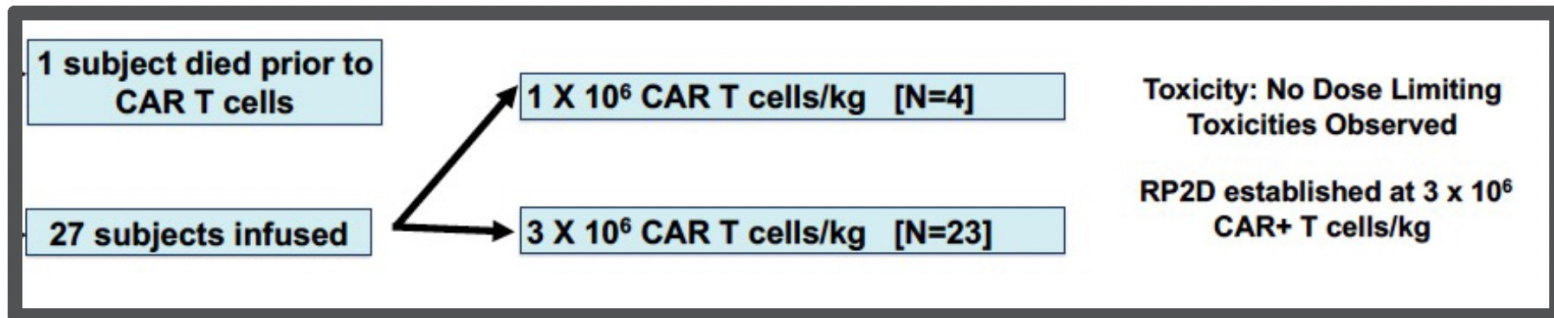 1 subject died prior to
CAR T cells
27 subjects infused
1 X 10⁶ CAR T cells/kg [N=4]
3 X 10⁶ CAR T cells/kg [N=23]
Toxicity: No Dose Limiting
Toxicities Observed
RP2D established at 3 x 10⁶
CAR+ T cells/kg